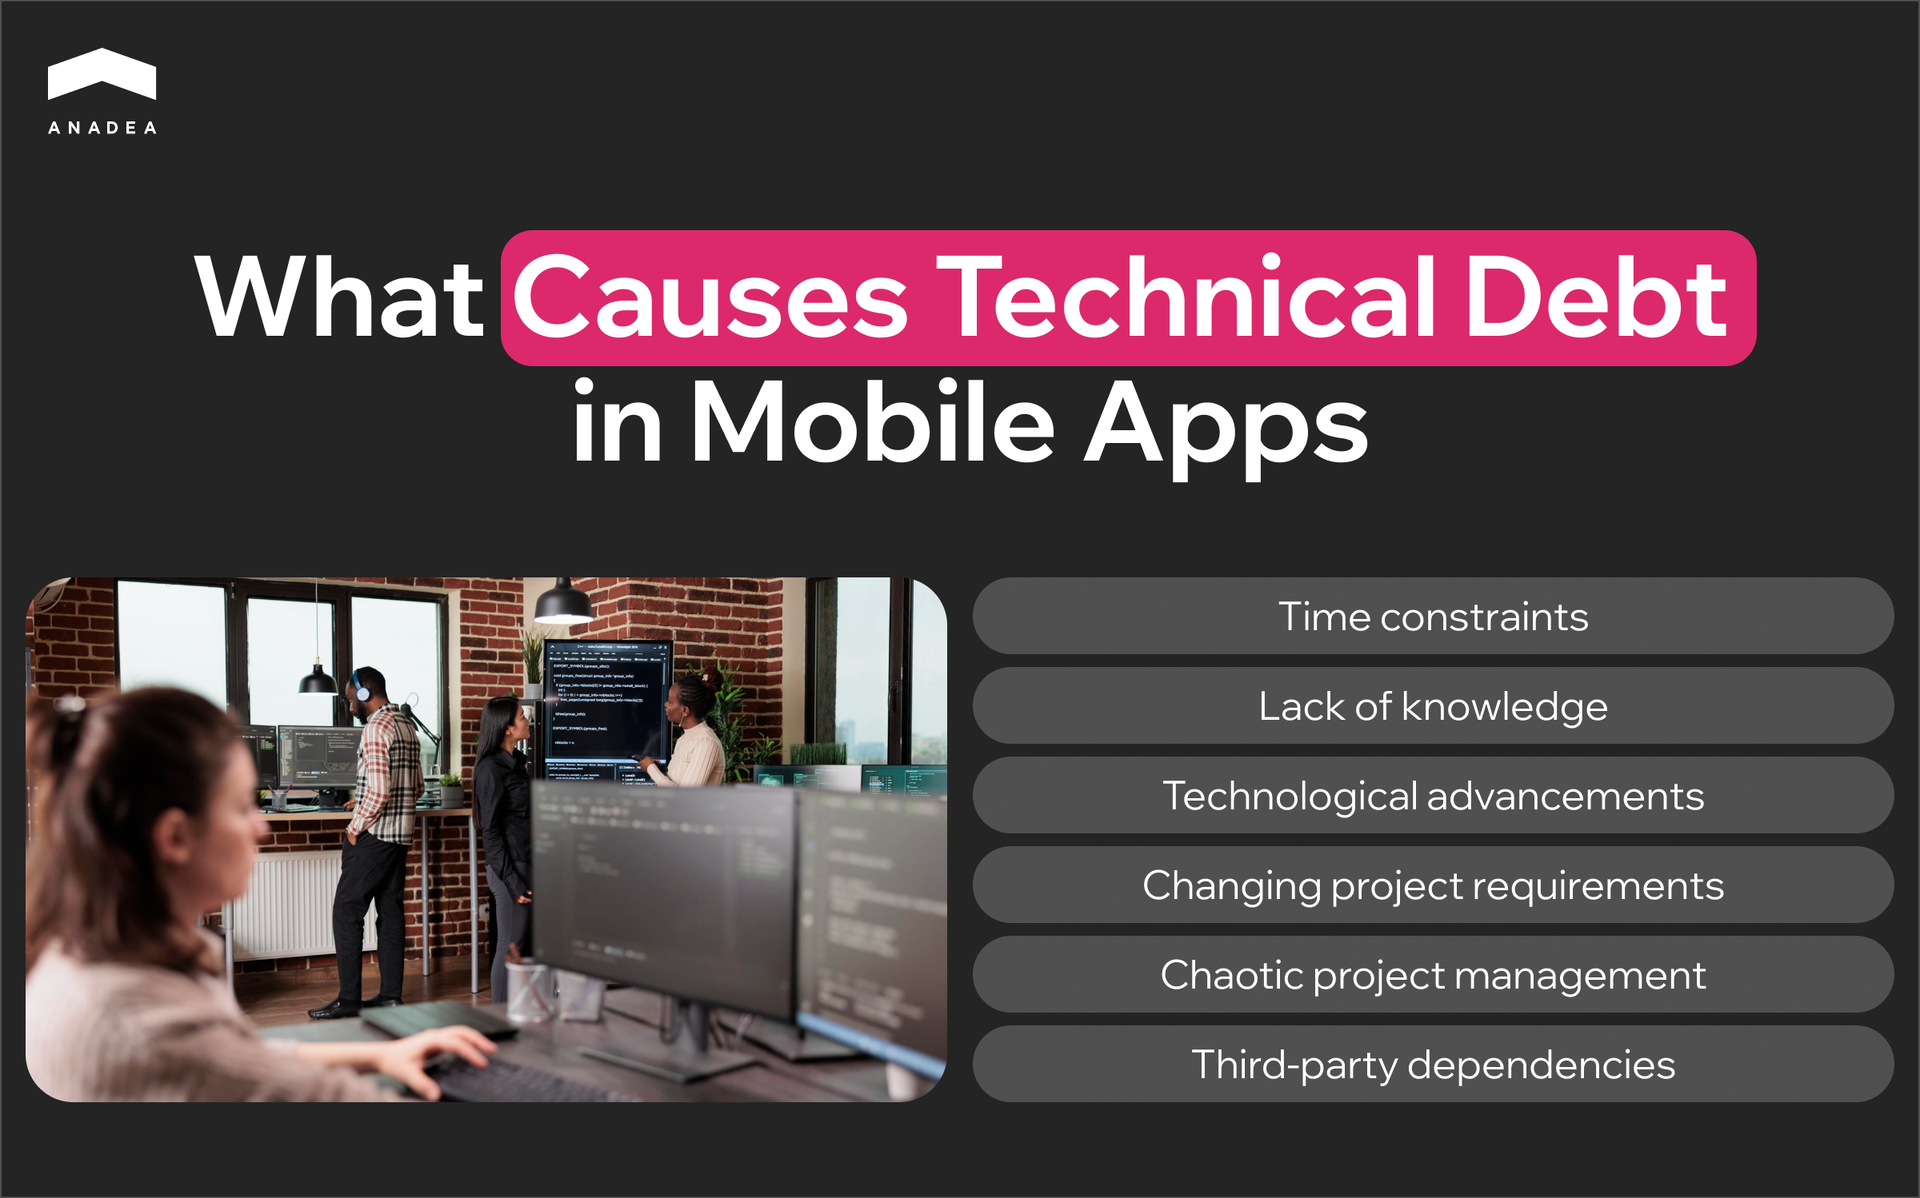 ANADEA
What Causes Technical Debt
in Mobile Apps
Time constraints
Lack of knowledge
Technological advancements
Changing project requirements
Chaotic project management
Third-party dependencies